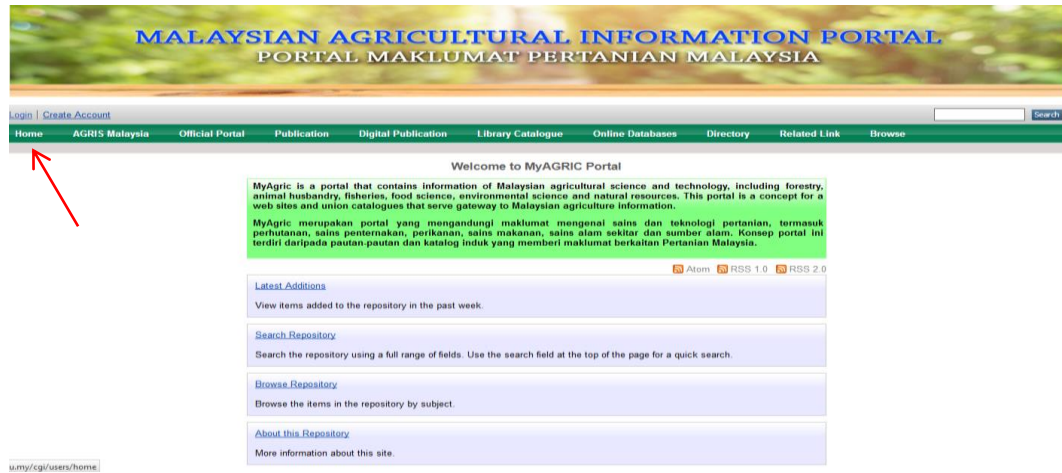 MALAYSIAN AGRICULTURAL INFORMATION PORTAL
PORTAL MAKLUMAT PERTANIAN MALAYSIA
Login | Create Account
Search
Home AGRIS Malaysia Official Portal Publication Digital Publication Library Catalogue Online Databases Directory Related Link Browse
Welcome to MyAGRIC Portal
MyAgric is a portal that contains information of Malaysian agricultural science and technology, including forestry,
animal husbandry, fisheries, food science, environmental science and natural resources. This portal is a concept for a
web sites and union catalogues that serve gateway to Malaysian agriculture information.
MyAgric merupakan portal yang mengandungi maklumat mengenai sains dan teknologi pertanian, termasuk
perhutanan, sains penternakan, perikanan, sains makanan, sains alam sekitar dan sumber alam. Konsep portal ini
terdiri daripada pautan-pautan dan katalog induk yang memberi maklumat berkaitan Pertanian Malaysia.
Atom RSS 1.0 RSS 2.0
Latest Additions
View items added to the repository in the past week.
Search Repository
Search the repository using a full range of fields. Use the search field at the top of the page for a quick search.
Browse Repository
Browse the items in the repository by subject.
About this Repository
More information about this site.
u.my/cgi/users/home